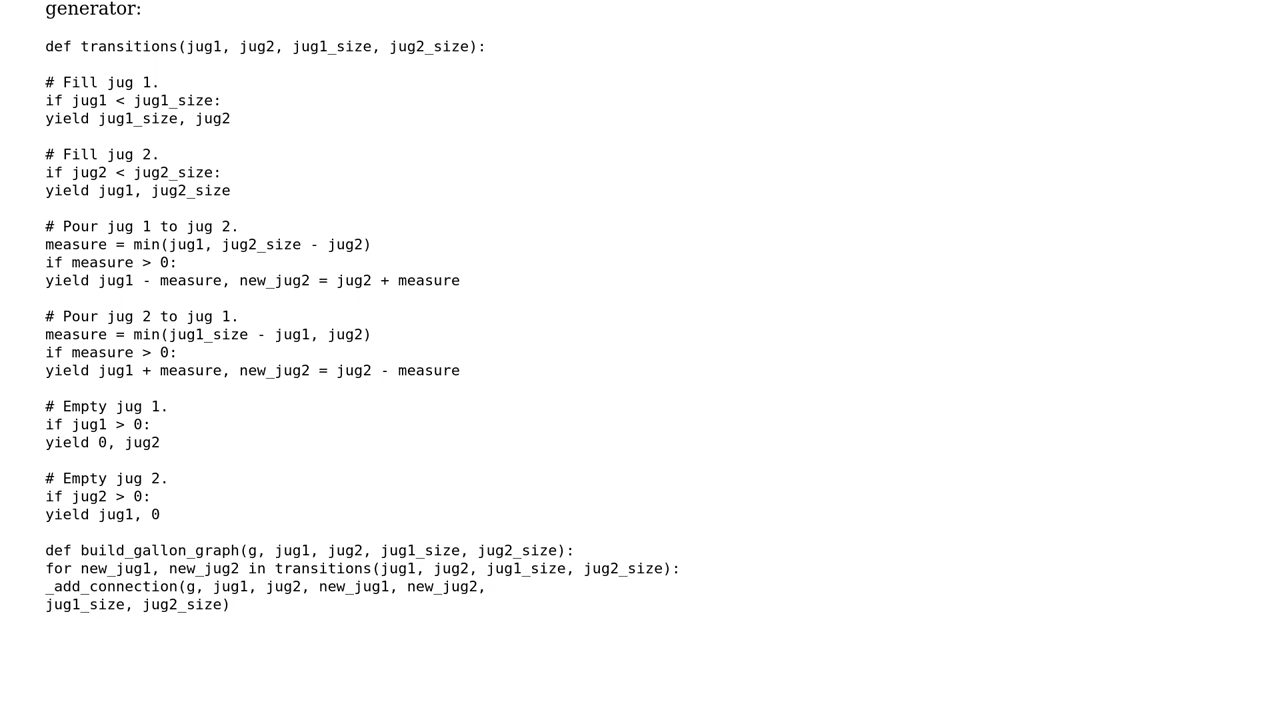 generator:
def transitions(jug1, jug2, jug1_size, jug2_size):
# Fill jug 1.
if jug1 < jug1_size:
yield jug1_size, jug2
# Fill jug 2.
if jug2 < jug2_size:
yield jug1, jug2_size
# Pour jug 1 to jug 2.
measure = min(jug1, jug2_size - jug2)
if measure > 0:
yield jug1 - measure, new_jug2 = jug2 + measure
# Pour jug 2 to jug 1.
measure = min(jug1_size - jug1, jug2)
if measure > 0:
yield jug1 + measure, new_jug2 = jug2 - measure
# Empty jug 1.
if jug1 > 0:
yield 0, jug2
# Empty jug 2.
if jug2 > 0:
yield jug1, 0
def build_gallon_graph(g, jug1, jug2, jug1_size, jug2_size):
for new_jug1, new_jug2 in transitions(jug1, jug2, jug1_size, jug2_size):
_add_connection(g, jug1, jug2, new_jug1, new_jug2,
jug1_size, jug2_size)